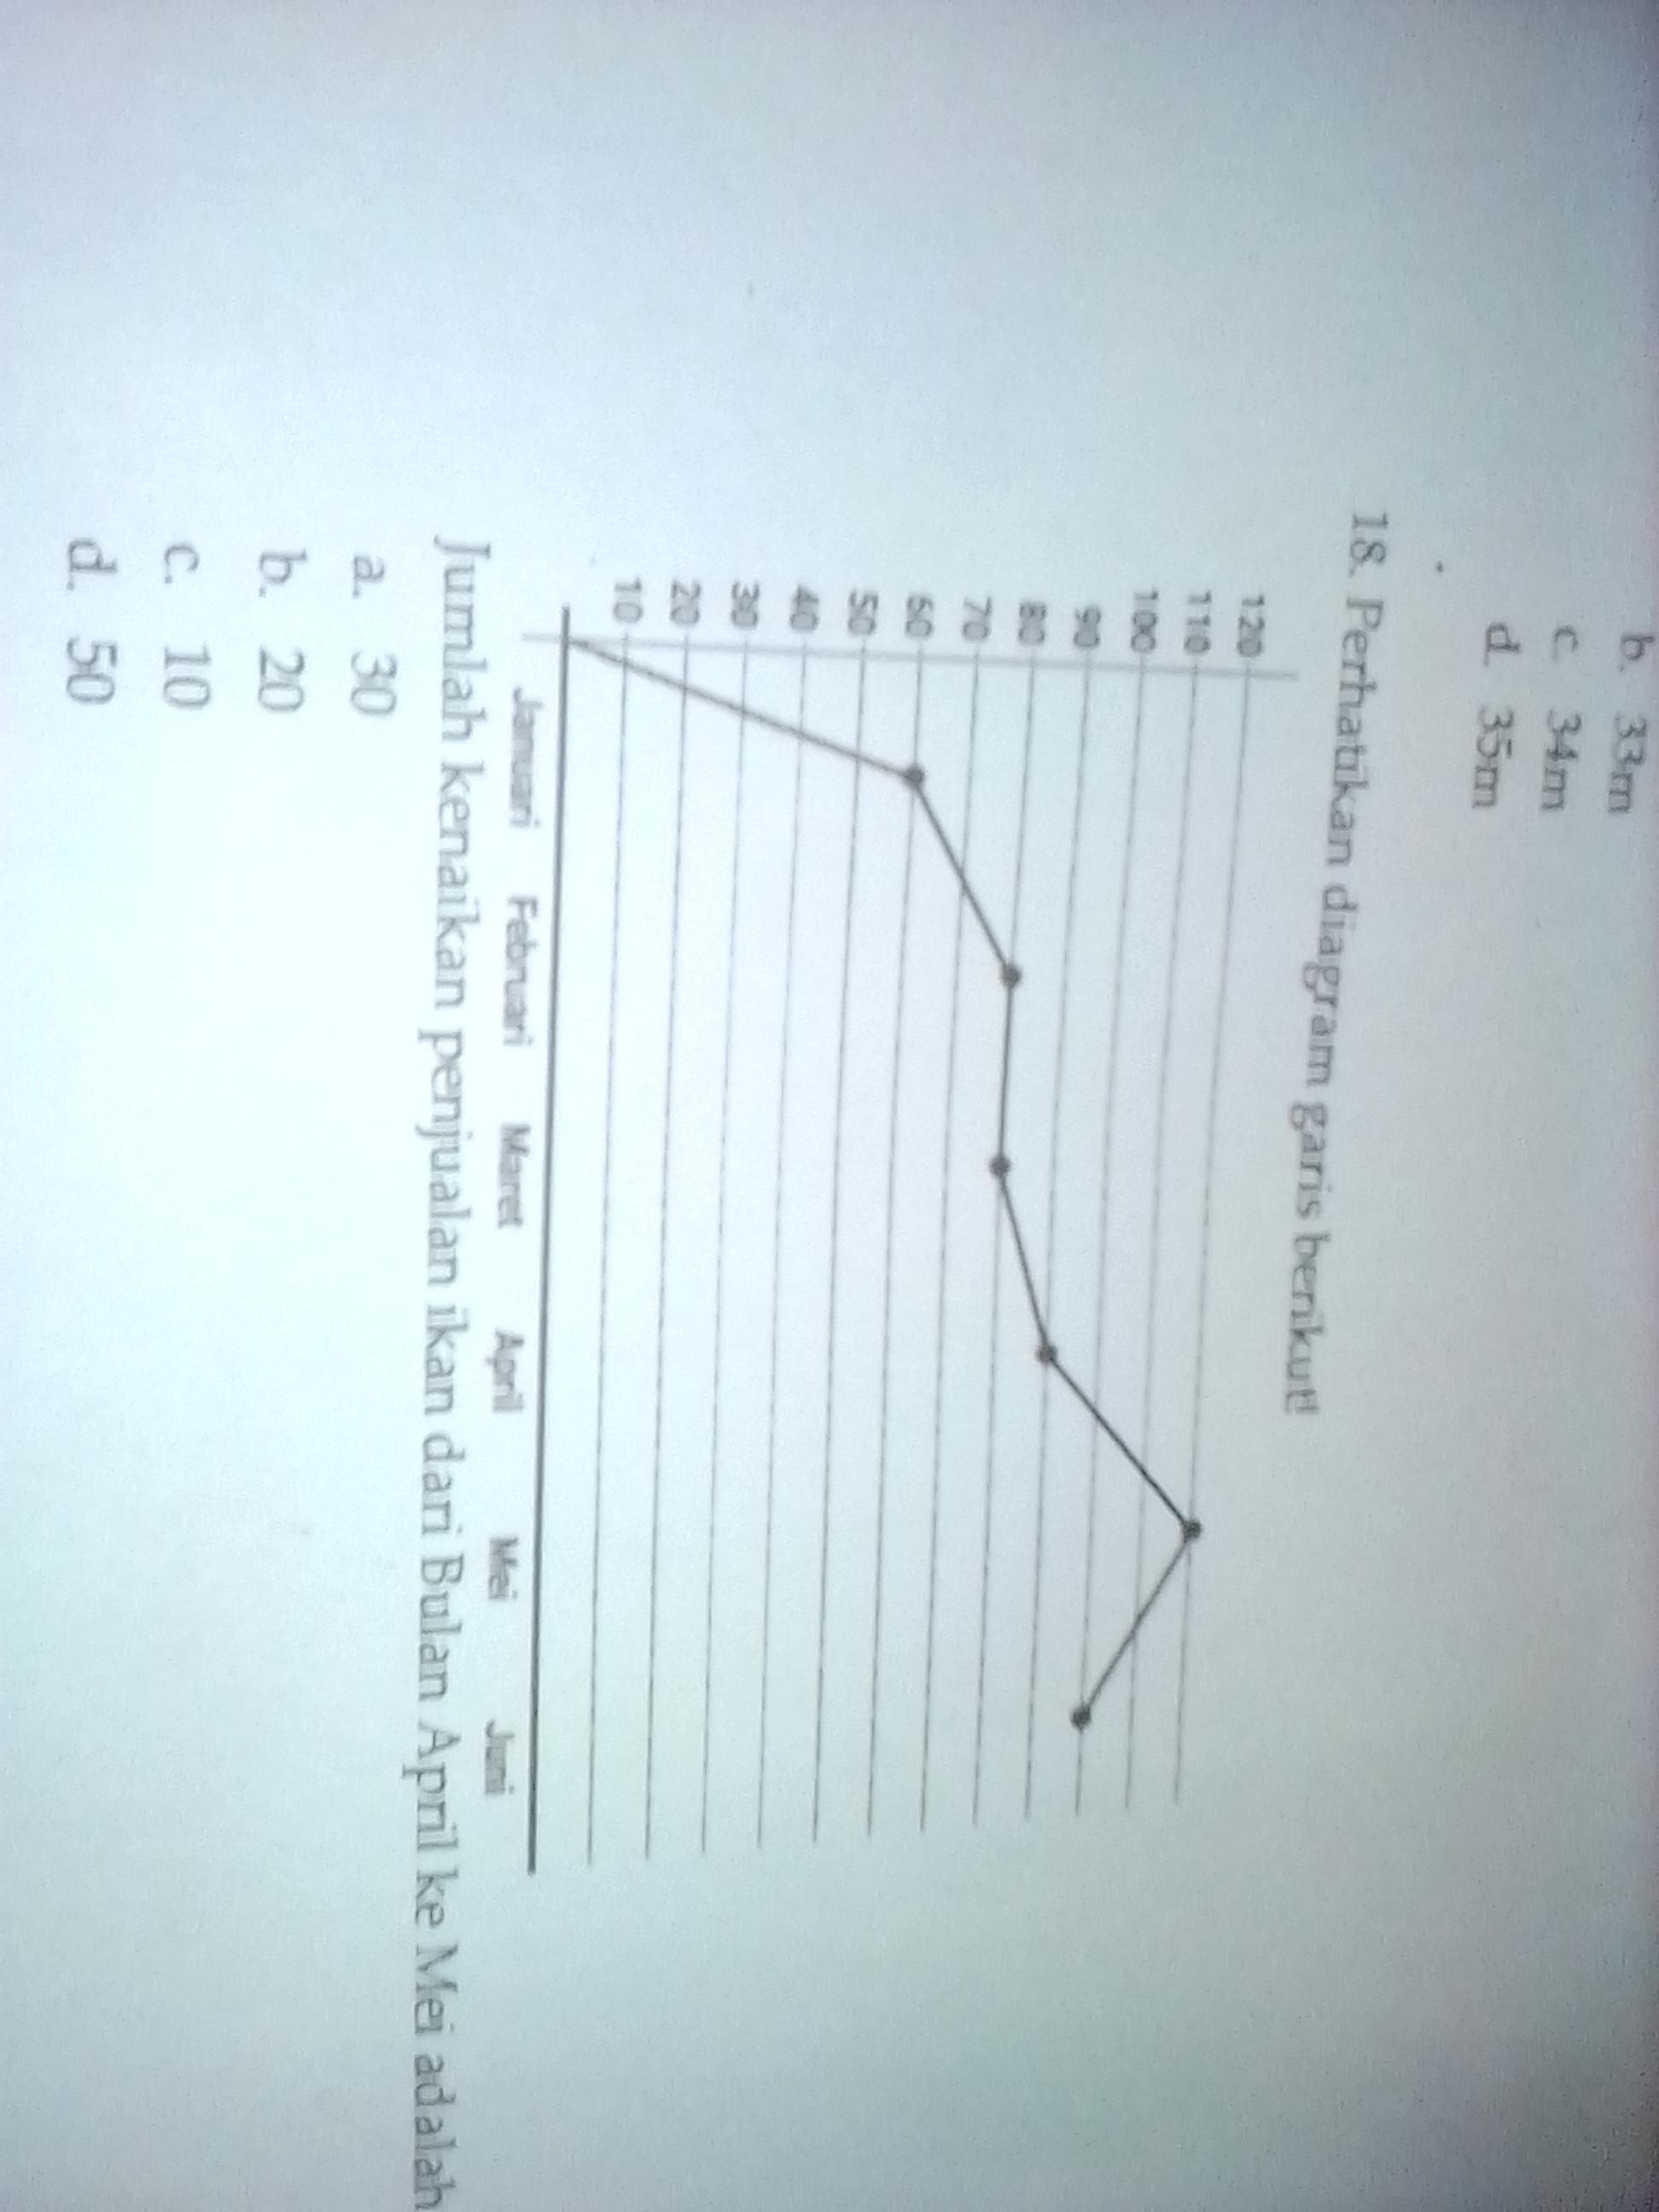 b. 33m
c. 34m
d. 35m
18. Perhatikan diagram garis berikut!
120
110
100
90
80
70
60
50
40
30
20
10
Januari Februari Maret April Mei Juni
Jumlah kenaikan penjualan ikan dari Bulan April ke Mei adalah
a. 30
b. 20
c. 10
d. 50